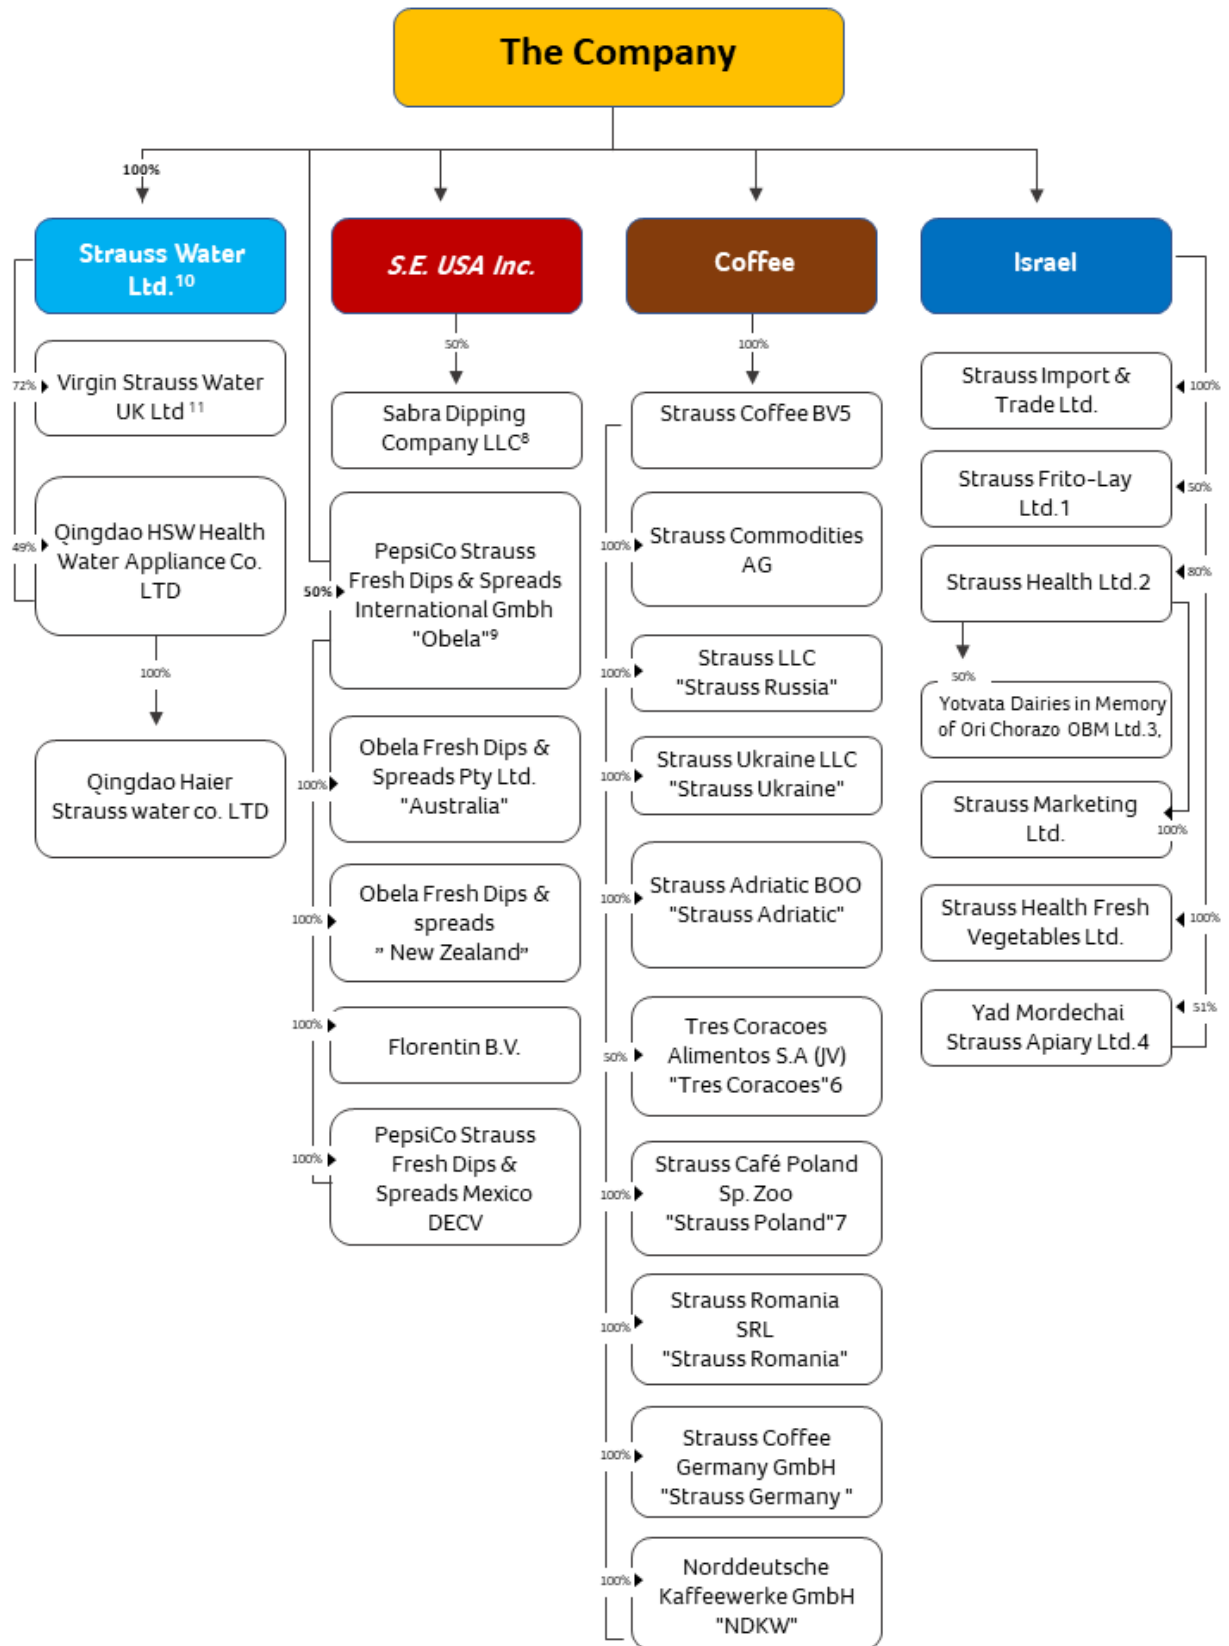 The Company
100%
Strauss Water
Ltd.¹⁰
72%
Virgin Strauss Water
UK Ltd ¹¹
49%
Qingdao HSW Health
Water Appliance Co.
LTD
100%
Qingdao Haier
Strauss water co. LTD
S.E. USA Inc.
50%
Sabra Dipping
Company LLC⁸
50%
PepsiCo Strauss
Fresh Dips & Spreads
International Gmbh
"Obela"⁹
100%
Obela Fresh Dips &
Spreads Pty Ltd.
"Australia"
100%
Obela Fresh Dips &
spreads
” New Zealand”
100%
Florentin B.V.
100%
PepsiCo Strauss
Fresh Dips &
Spreads Mexico
DECV
Coffee
100%
Strauss Coffee BV5
100%
Strauss Commodities
AG
100%
Strauss LLC
"Strauss Russia"
100%
Strauss Ukraine LLC
"Strauss Ukraine"
100%
Strauss Adriatic BOO
"Strauss Adriatic"
50%
Tres Coracoes
Alimentos S.A (JV)
"Tres Coracoes"6
100%
Strauss Café Poland
Sp. Zoo
"Strauss Poland"7
100%
Strauss Romania
SRL
"Strauss Romania"
100%
Strauss Coffee
Germany GmbH
"Strauss Germany "
100%
Norddeutsche
Kaffeewerke GmbH
"NDKW"
Israel
Strauss Import &
Trade Ltd.
100%
Strauss Frito-Lay
Ltd.1
50%
Strauss Health Ltd.2
80%
50%
Yotvata Dairies in Memory
of Ori Chorazo OBM Ltd.3,
Strauss Marketing
Ltd.
100%
Strauss Health Fresh
Vegetables Ltd.
100%
Yad Mordechai
Strauss Apiary Ltd.4
51%